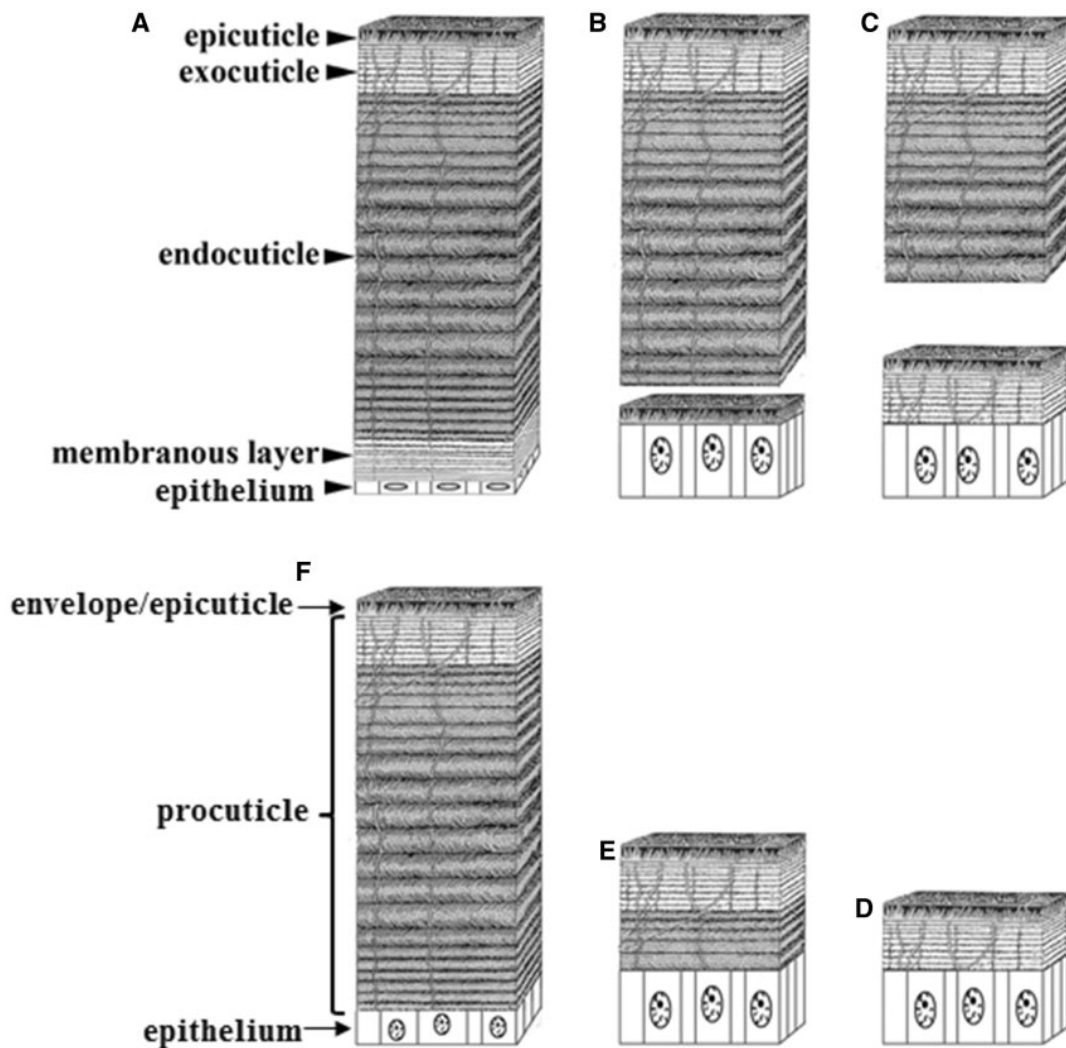 A
B
C
epicuticle
exocuticle
endocuticle
membranous layer
epithelium
F
envelope/epicuticle
procuticle
E
D
epithelium